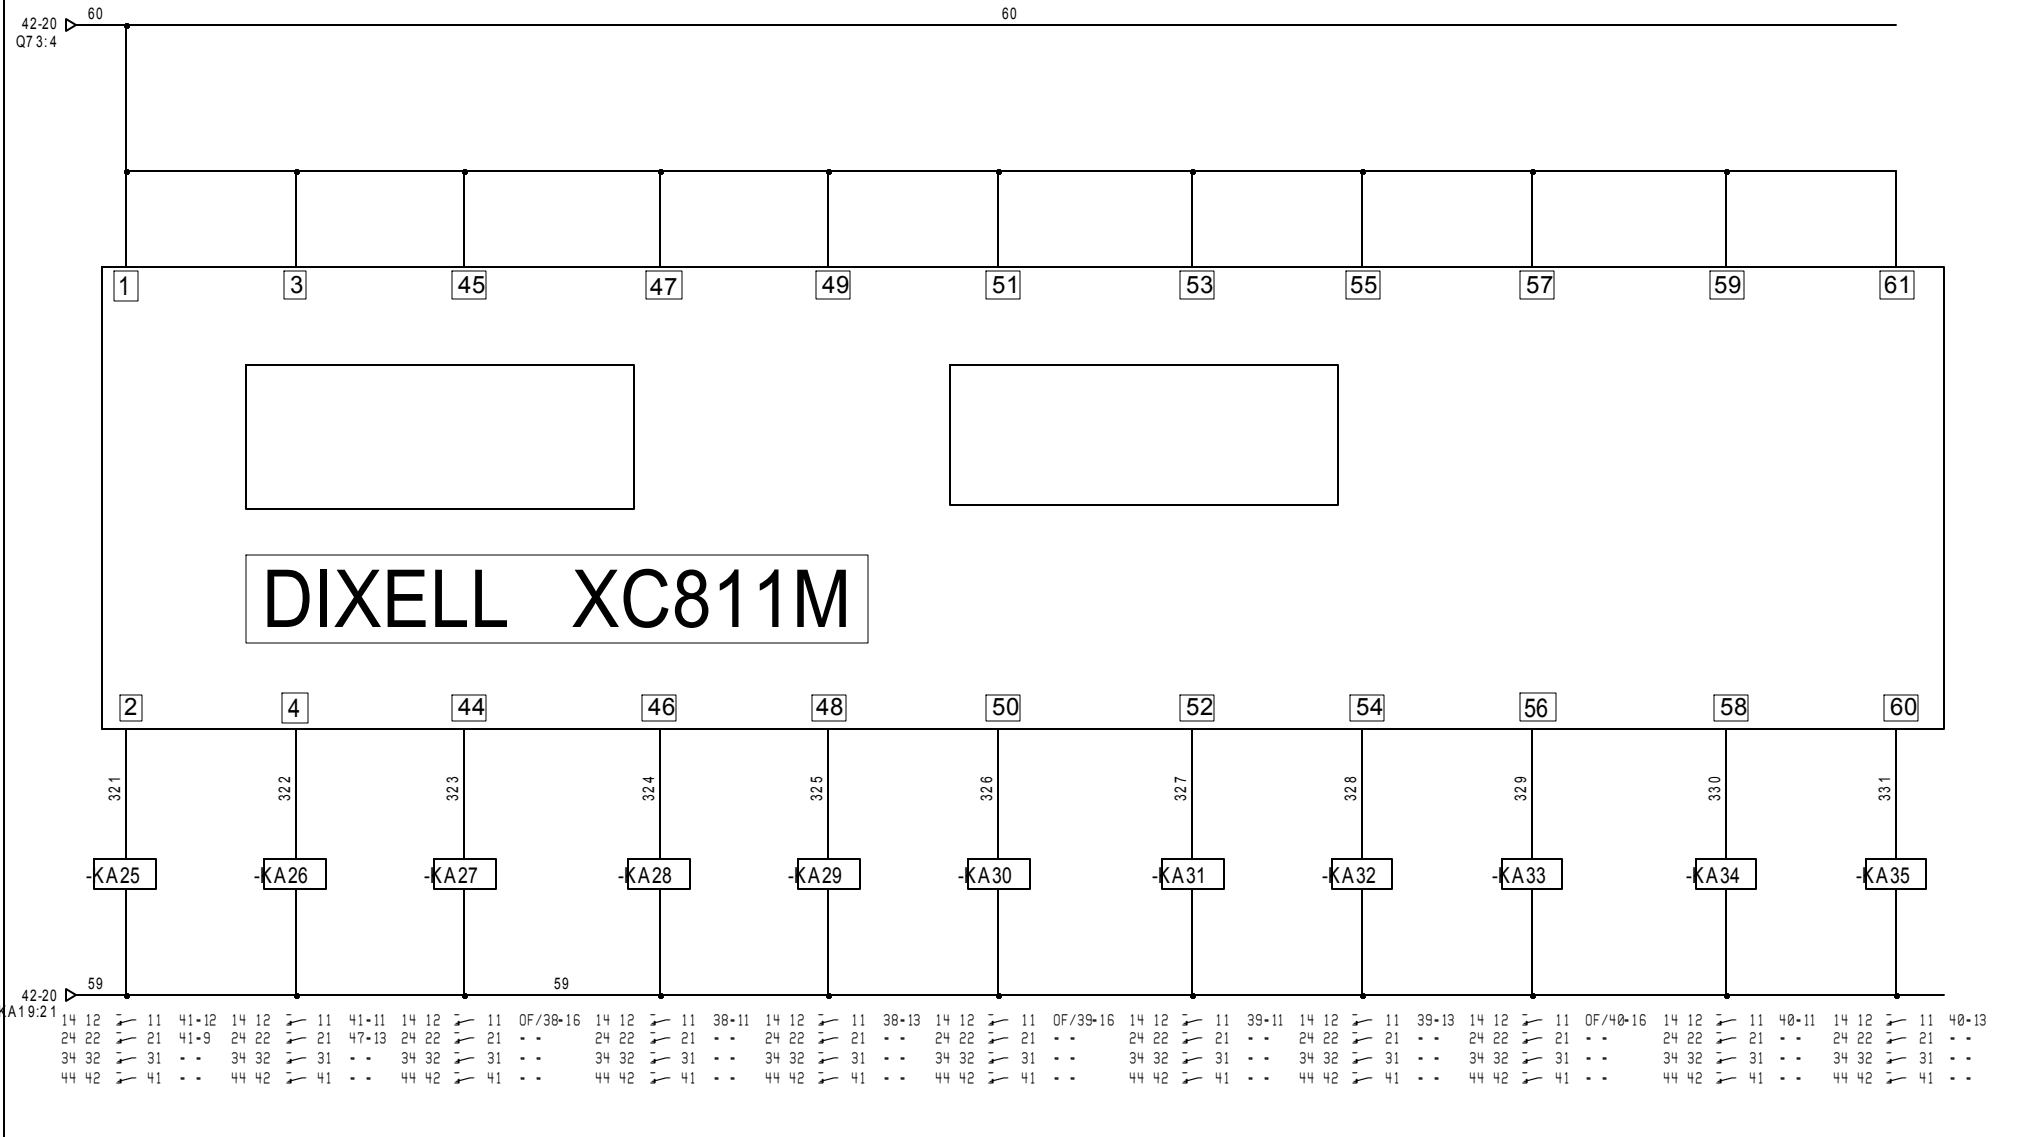 60 60
42-20
Q73:4
1 3 45 47 49 51 53 55 57 59 61
DIXELL XC811M
2 4 44 46 48 50 52 54 56 58 60
321 322 323 324 325 326 327 328 329 330 331
-KA25 -KA26 -KA27 -KA28 -KA29 -KA30 -KA31 -KA32 -KA33 -KA34 -KA35
59 59
42-20
KA19:21
14 12 11 41-12 14 12 11 41-11 14 12 11 OF/38-16 14 12 11 38-11 14 12 11 38-13 14 12 11 OF/39-16 14 12 11 39-11 14 12 11 39-13 14 12 11 OF/40-16 14 12 11 40-11 14 12 11 40-13
24 22 21 41-9 24 22 21 47-13 24 22 21 - - 24 22 21 - - 24 22 21 - - 24 22 21 - - 24 22 21 - - 24 22 21 - - 24 22 21 - - 24 22 21 - - 24 22 21 - -
34 32 31 - - 34 32 31 - - 34 32 31 - - 34 32 31 - - 34 32 31 - - 34 32 31 - - 34 32 31 - - 34 32 31 - - 34 32 31 - - 34 32 31 - - 34 32 31 - -
44 42 41 - - 44 42 41 - - 44 42 41 - - 44 42 41 - - 44 42 41 - - 44 42 41 - - 44 42 41 - - 44 42 41 - - 44 42 41 - - 44 42 41 - - 44 42 41 - -